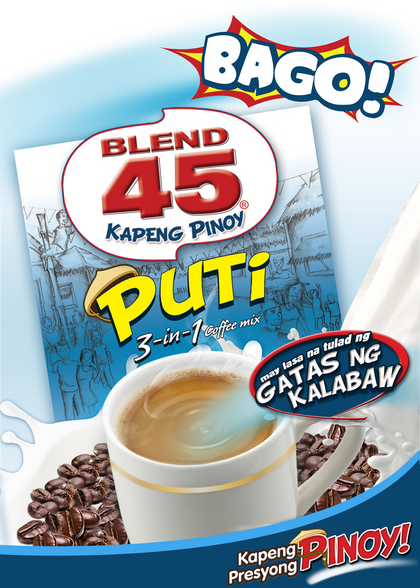 BAGO!
BLEND
45®
KAPENG PINOY
PUTi
3-in-1 Coffee mix
may lasa na tulad ng
GATAS NG
KALABAW
Kapeng
Presyong PINOY!